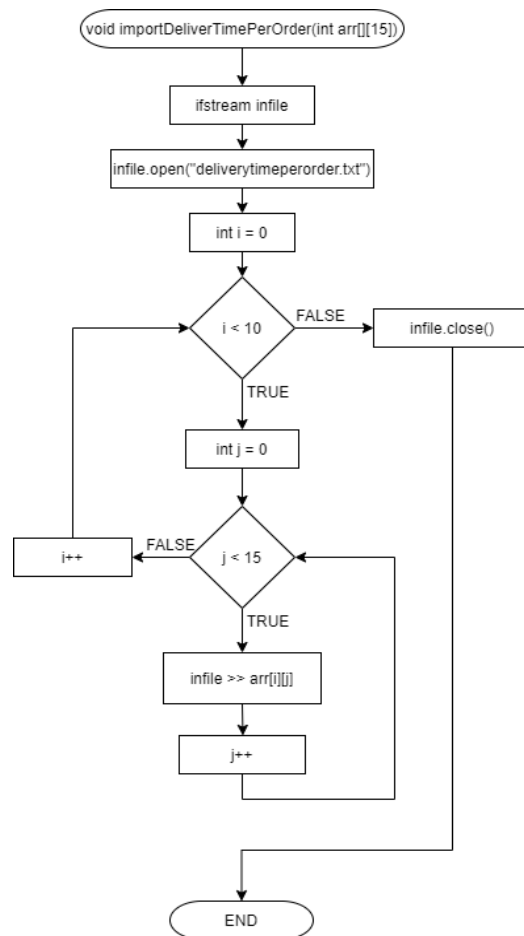 void importDeliverTimePerOrder(int arr[][15])
ifstream infile
infile.open("deliverytimeperorder.txt")
int i = 0
i < 10
FALSE
infile.close()
TRUE
int j = 0
j < 15
FALSE
i++
TRUE
infile >> arr[i][j]
j++
END